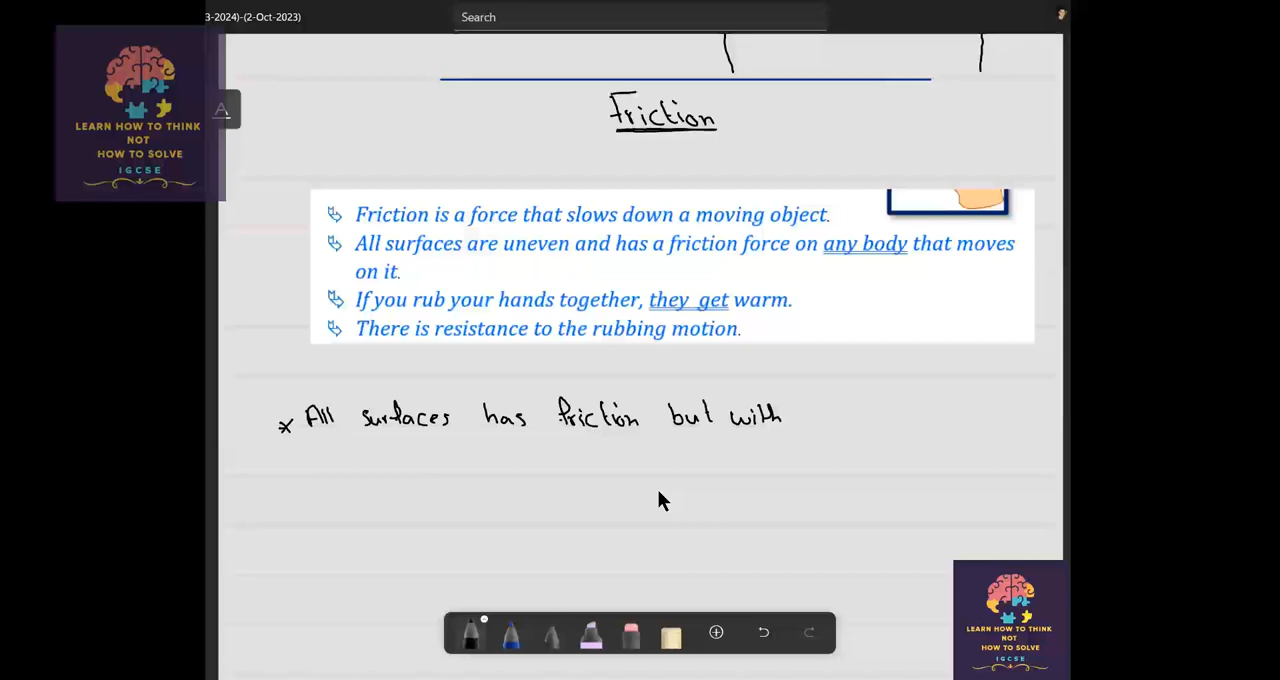 3-2024)-(2-Oct-2023)
Search
LEARN HOW TO THINK
NOT
HOW TO SOLVE
IGCSE
A
Friction
Friction is a force that slows down a moving object.
All surfaces are uneven and has a friction force on any body that moves
on it.
If you rub your hands together, they get warm.
There is resistance to the rubbing motion.
* All surfaces has friction but with
LEARN HOW TO THINK
NOT
HOW TO SOLVE
IGCSE